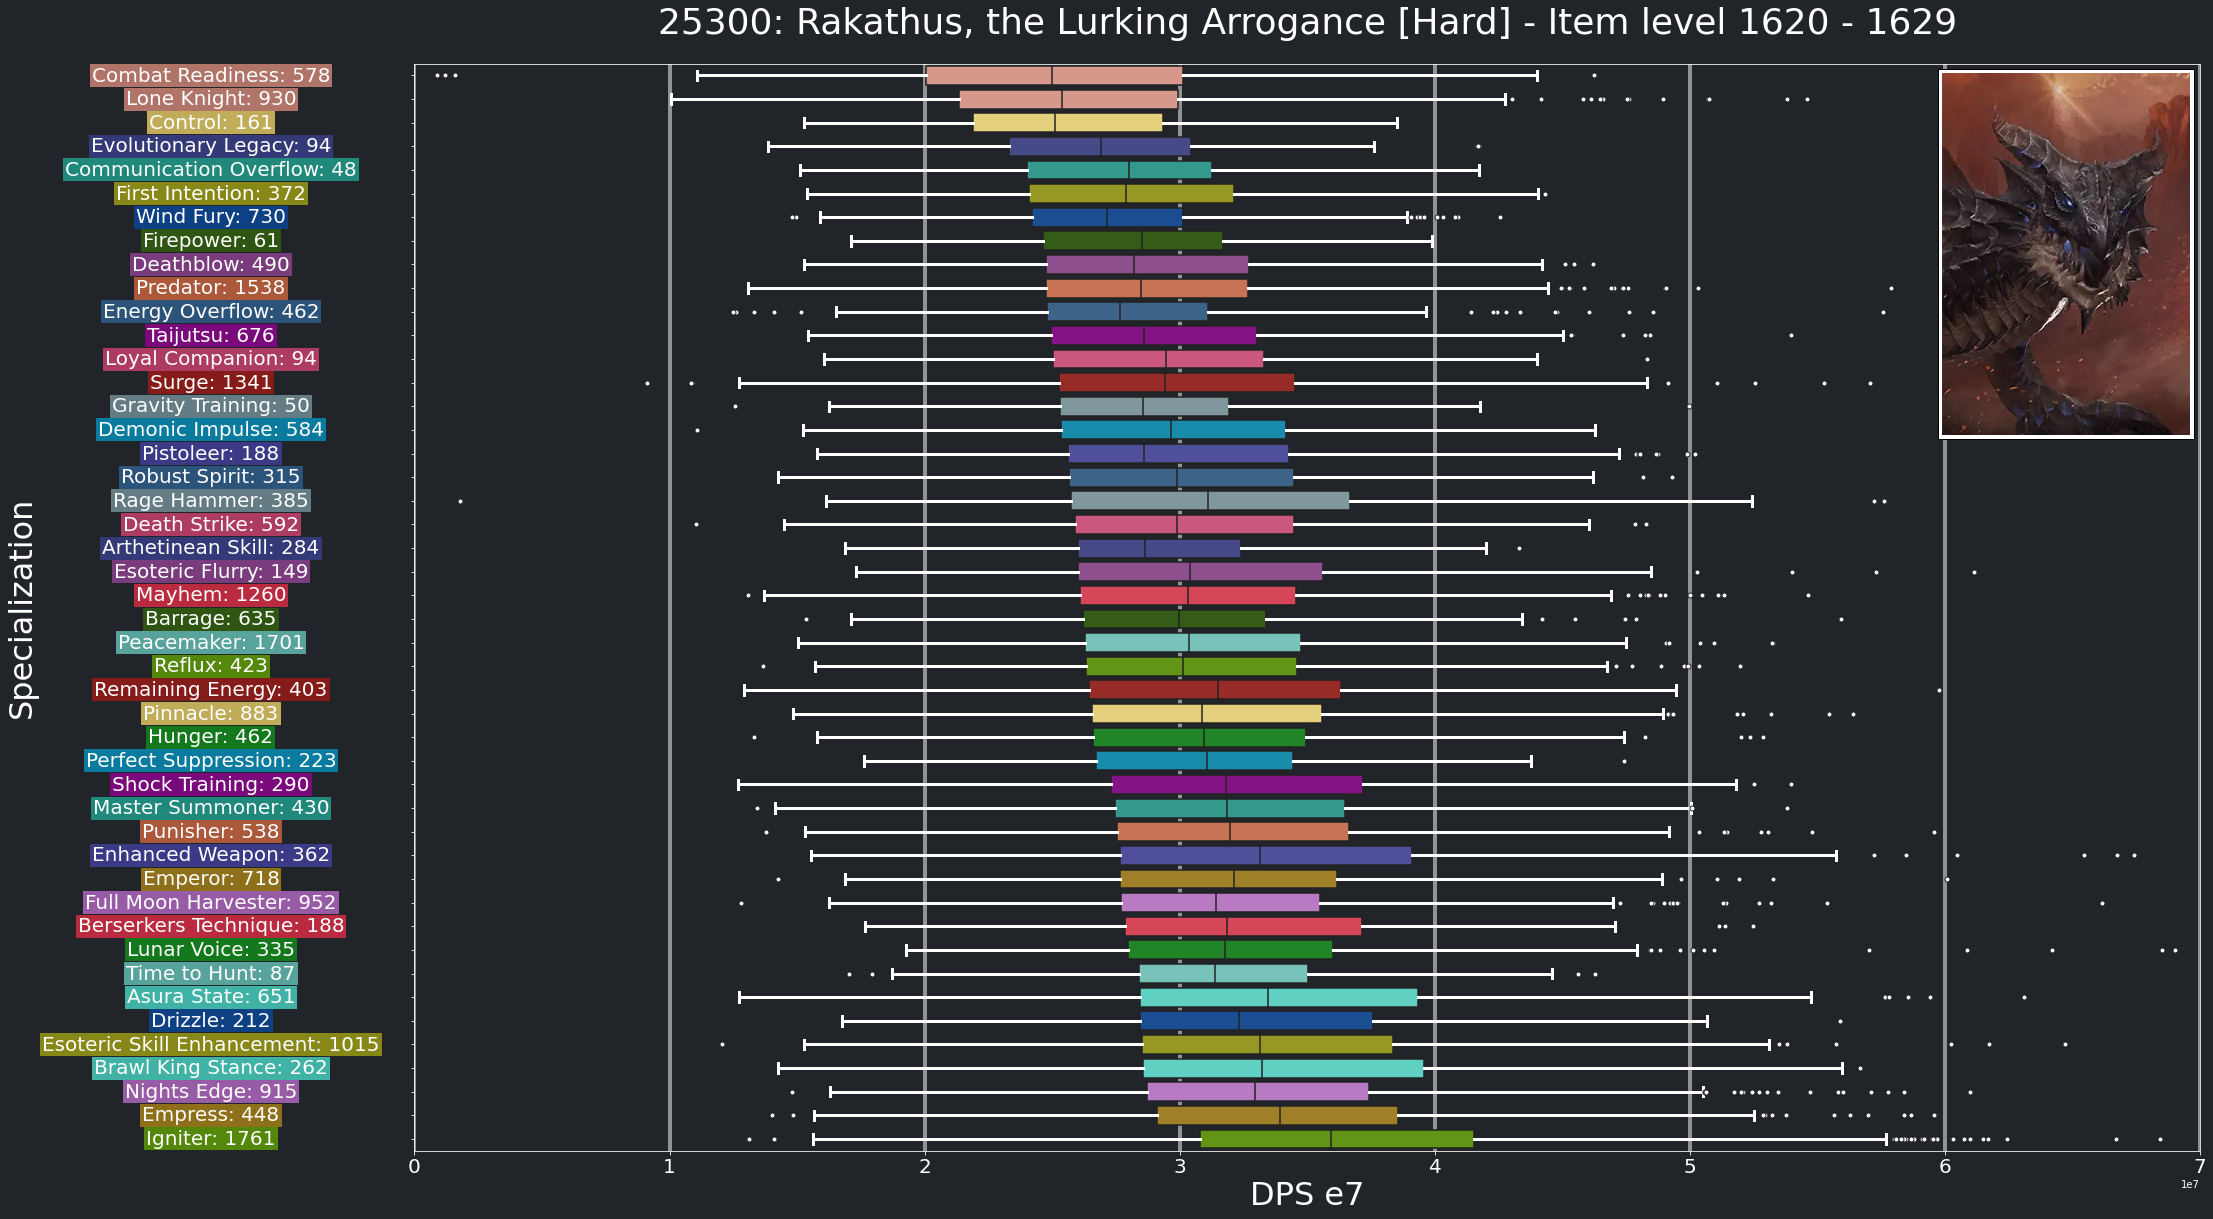 25300: Rakathus, the Lurking Arrogance [Hard] - Item level 1620 - 1629
Specialization
Combat Readiness: 578
Lone Knight: 930
Control: 161
Evolutionary Legacy: 94
Communication Overflow: 48
First Intention: 372
Wind Fury: 730
Firepower: 61
Deathblow: 490
Predator: 1538
Energy Overflow: 462
Taijutsu: 676
Loyal Companion: 94
Surge: 1341
Gravity Training: 50
Demonic Impulse: 584
Pistoleer: 188
Robust Spirit: 315
Rage Hammer: 385
Death Strike: 592
Arthetinean Skill: 284
Esoteric Flurry: 149
Mayhem: 1260
Barrage: 635
Peacemaker: 1701
Reflux: 423
Remaining Energy: 403
Pinnacle: 883
Hunger: 462
Perfect Suppression: 223
Shock Training: 290
Master Summoner: 430
Punisher: 538
Enhanced Weapon: 362
Emperor: 718
Full Moon Harvester: 952
Berserkers Technique: 188
Lunar Voice: 335
Time to Hunt: 87
Asura State: 651
Drizzle: 212
Esoteric Skill Enhancement: 1015
Brawl King Stance: 262
Nights Edge: 915
Empress: 448
Igniter: 1761
0 1 2 3 4 5 6 7
1e7
DPS e7